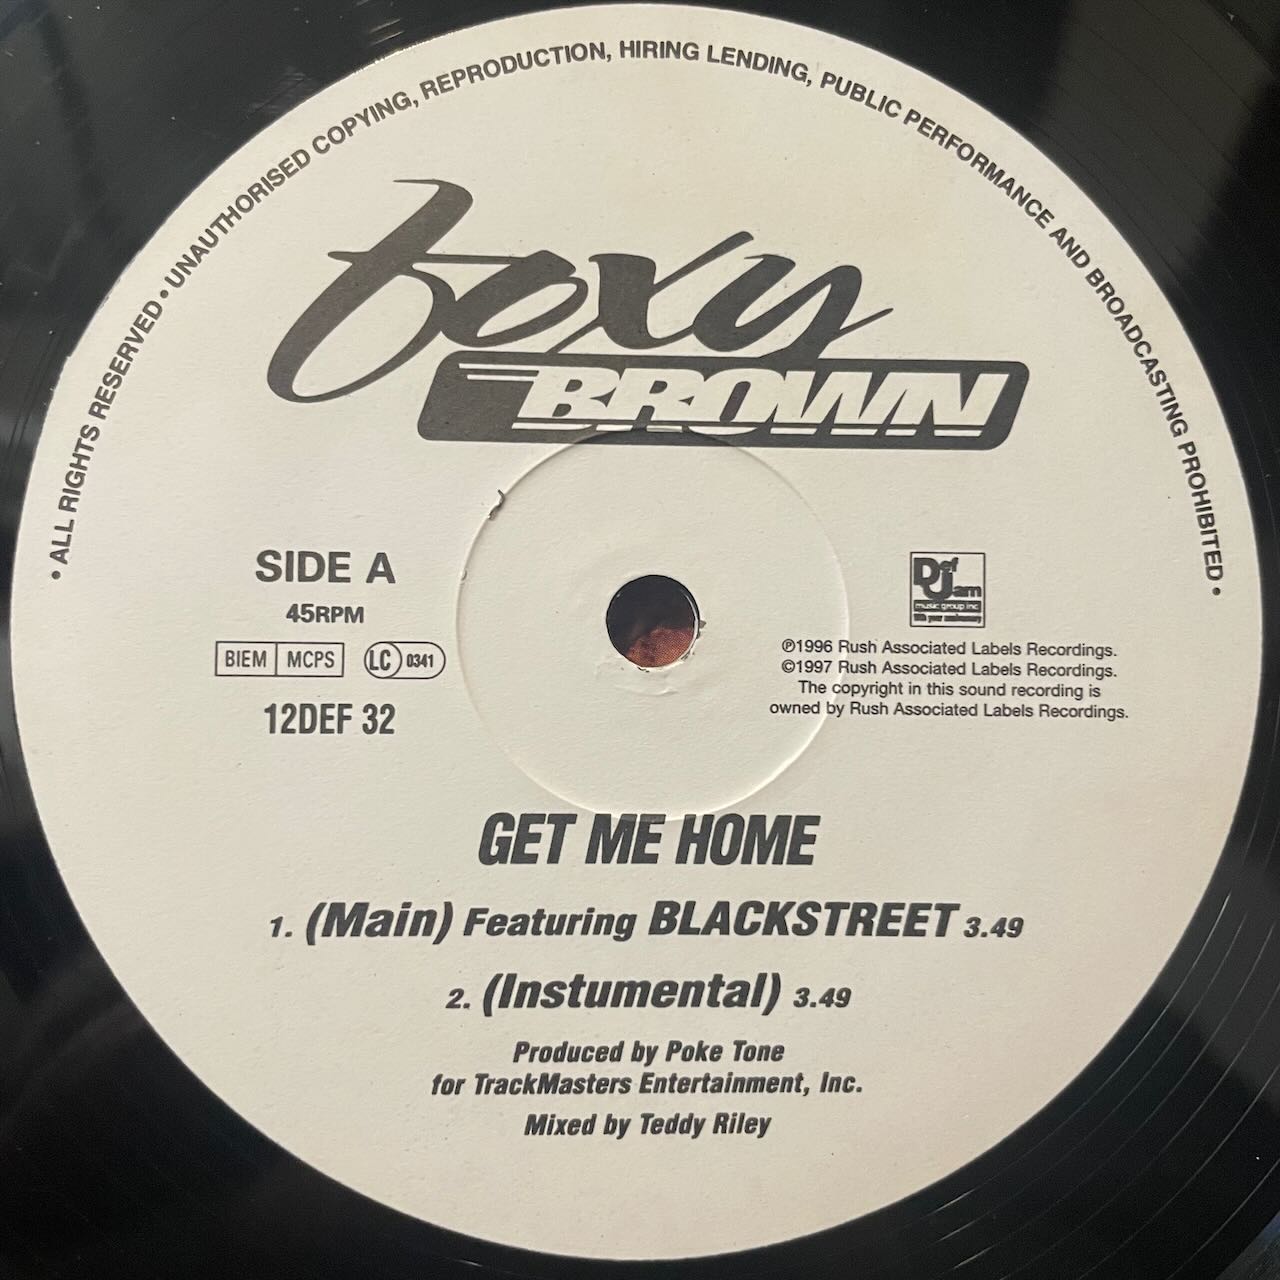 • ALL RIGHTS RESERVED • UNAUTHORISED COPYING, REPRODUCTION, HIRING LENDING, PUBLIC PERFORMANCE AND BROADCASTING PROHIBITED •
foxy
BROWN
SIDE A
45RPM
BIEM MCPS LC 0341
12DEF 32
Def
Jam
music group inc
10th year anniversary
℗1996 Rush Associated Labels Recordings.
©1997 Rush Associated Labels Recordings.
The copyright in this sound recording is
owned by Rush Associated Labels Recordings.
GET ME HOME
1. (Main) Featuring BLACKSTREET 3.49
2. (Instumental) 3.49
Produced by Poke Tone
for TrackMasters Entertainment, Inc.
Mixed by Teddy Riley